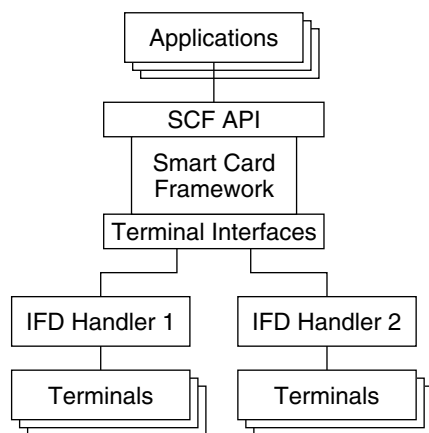 Applications
SCF API
Smart Card
Framework
Terminal Interfaces
IFD Handler 1
IFD Handler 2
Terminals
Terminals